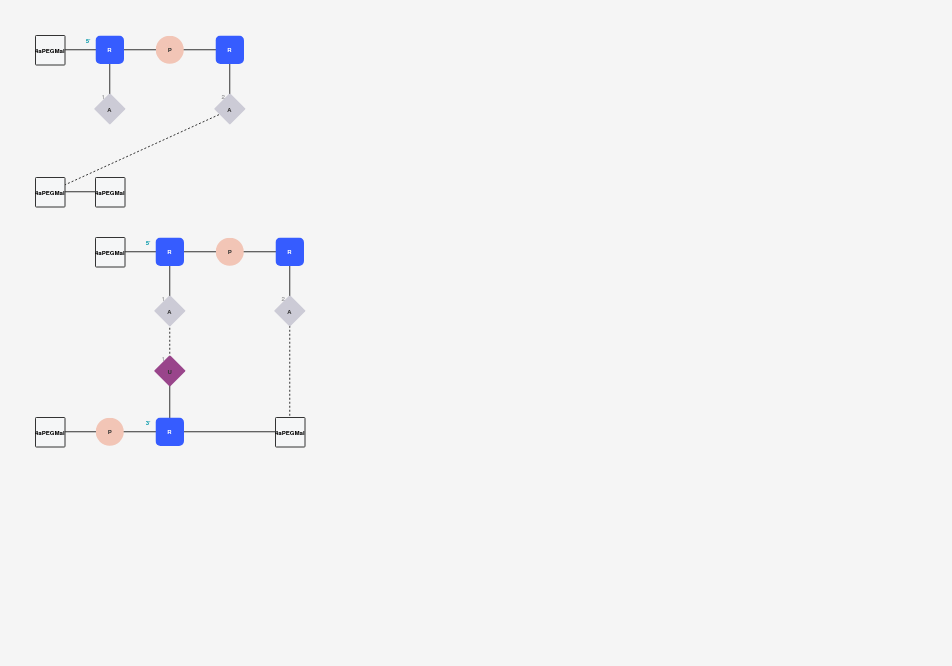 5'
4aPEGMal R P R
1 2
A A
4aPEGMal 4aPEGMal
5'
4aPEGMal R P R
1 2
A A
1
U
3'
4aPEGMal P R 4aPEGMal